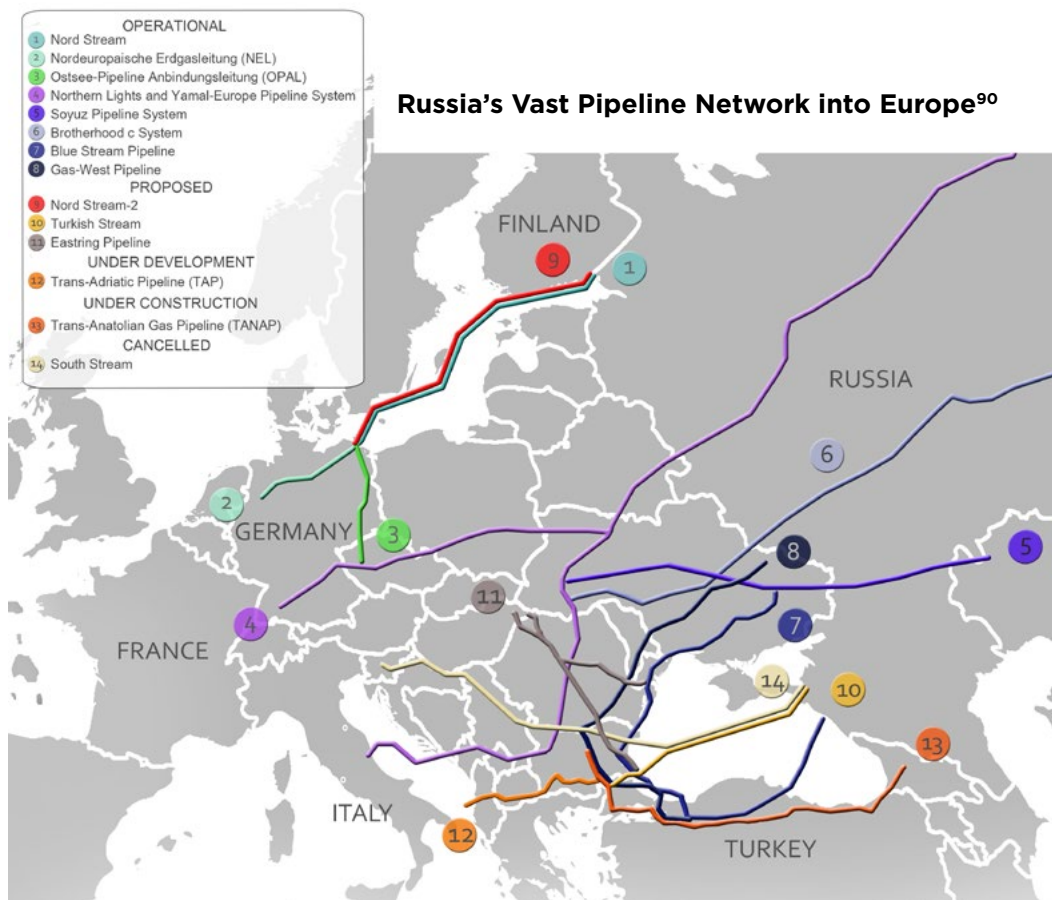 OPERATIONAL
1 Nord Stream
2 Nordeuropaische Erdgasleitung (NEL)
3 Ostsee-Pipeline Anbindungsleitung (OPAL)
4 Northern Lights and Yamal-Europe Pipeline System
5 Soyuz Pipeline System
6 Brotherhood c System
7 Blue Stream Pipeline
8 Gas-West Pipeline
PROPOSED
9 Nord Stream-2
10 Turkish Stream
11 Eastring Pipeline
UNDER DEVELOPMENT
12 Trans-Adriatic Pipeline (TAP)
UNDER CONSTRUCTION
13 Trans-Anatolian Gas Pipeline (TANAP)
CANCELLED
14 South Stream
Russia's Vast Pipeline Network into Europe⁹⁰
FINLAND
9
1
RUSSIA
6
2
GERMANY
3
8
5
11
4
7
FRANCE
14
10
13
ITALY
12
TURKEY